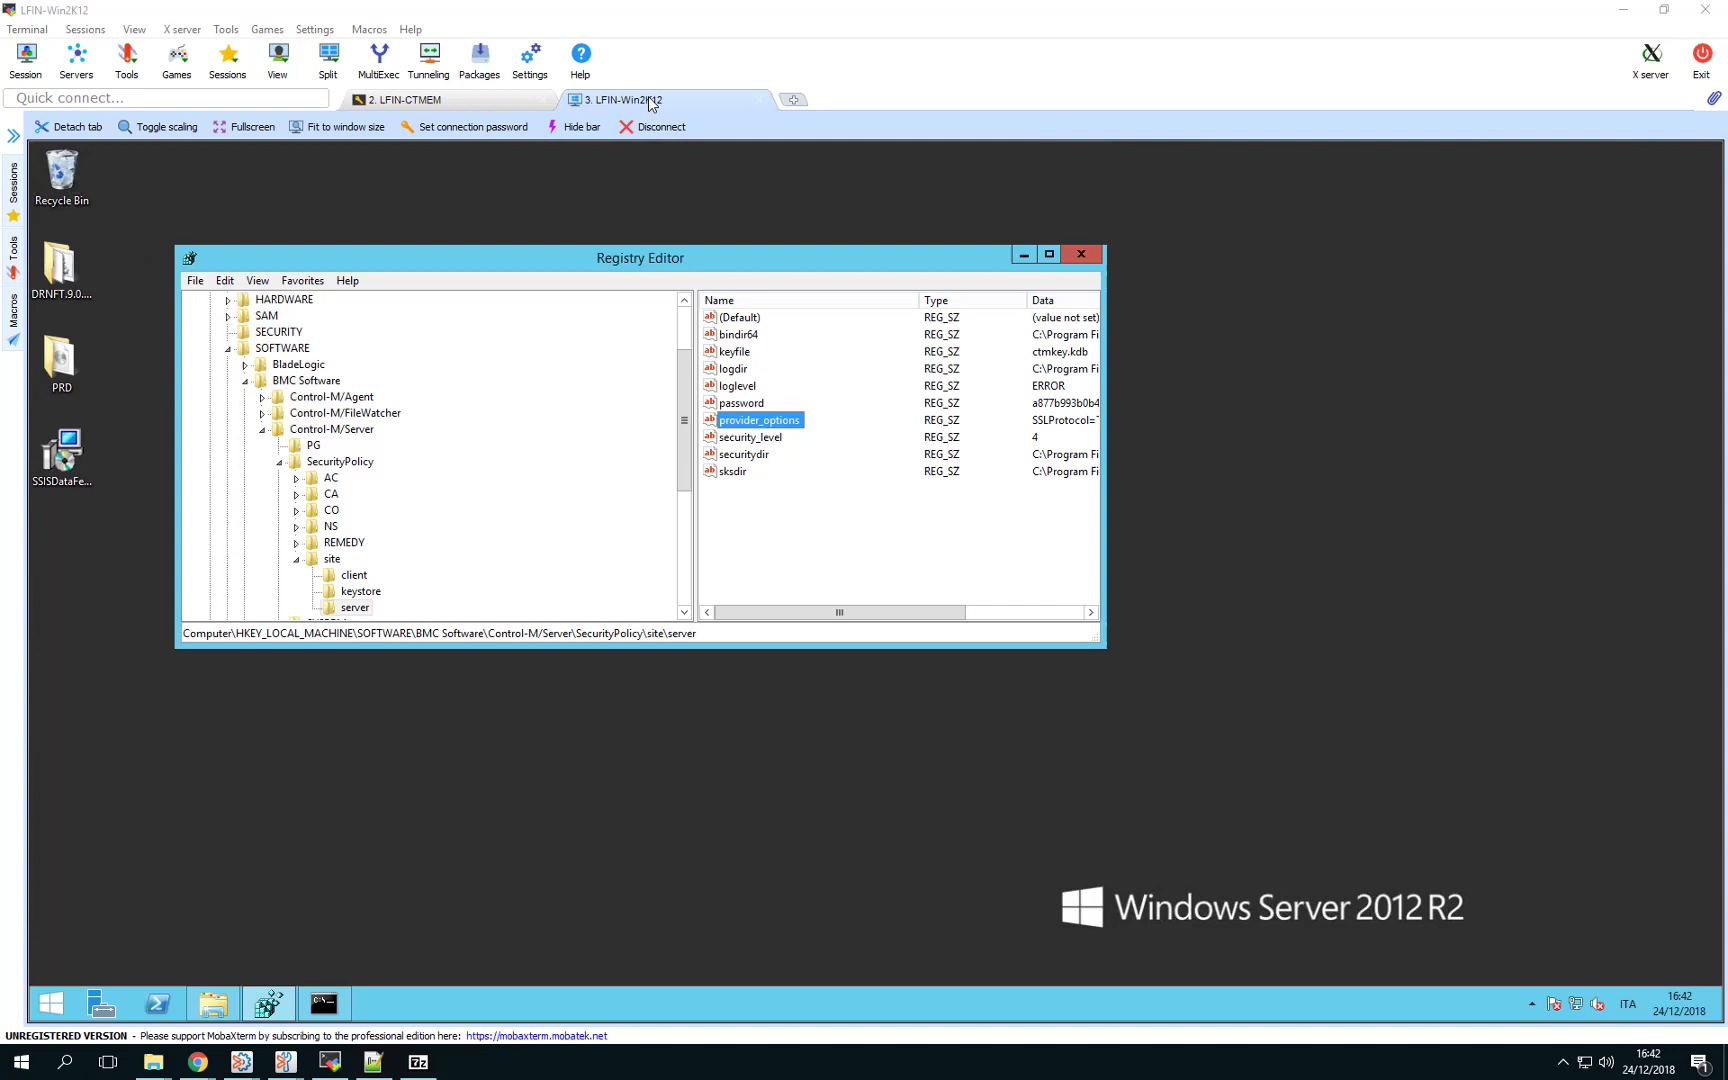 LFIN-Win2K12
Terminal Sessions View X server Tools Games Settings Macros Help
Session Servers Tools Games Sessions View Split MultiExec Tunneling Packages Settings Help X server Exit
Quick connect... 2. LFIN-CTMEM 3. LFIN-Win2K12
Detach tab Toggle scaling Fullscreen Fit to window size Set connection password Hide bar Disconnect
Sessions
Tools
Macros
Recycle Bin
DRNFT.9.0....
PRD
SSISDataFe...
Registry Editor
File Edit View Favorites Help
HARDWARE
SAM
SECURITY
SOFTWARE
BladeLogic
BMC Software
Control-M/Agent
Control-M/FileWatcher
Control-M/Server
PG
SecurityPolicy
AC
CA
CO
NS
REMEDY
site
client
keystore
server
Name Type Data
(Default) REG_SZ (value not set)
bindir64 REG_SZ C:\Program Fi
keyfile REG_SZ ctmkey.kdb
logdir REG_SZ C:\Program Fi
loglevel REG_SZ ERROR
password REG_SZ a877b993b0b4
provider_options REG_SZ SSLProtocol=
security_level REG_SZ 4
securitydir REG_SZ C:\Program Fi
sksdir REG_SZ C:\Program Fi
Computer\HKEY_LOCAL_MACHINE\SOFTWARE\BMC Software\Control-M/Server\SecurityPolicy\site\server
Windows Server 2012 R2
ITA 16:42
24/12/2018
UNREGISTERED VERSION - Please support MobaXterm by subscribing to the professional edition here: https://mobaxterm.mobatek.net
16:42
24/12/2018